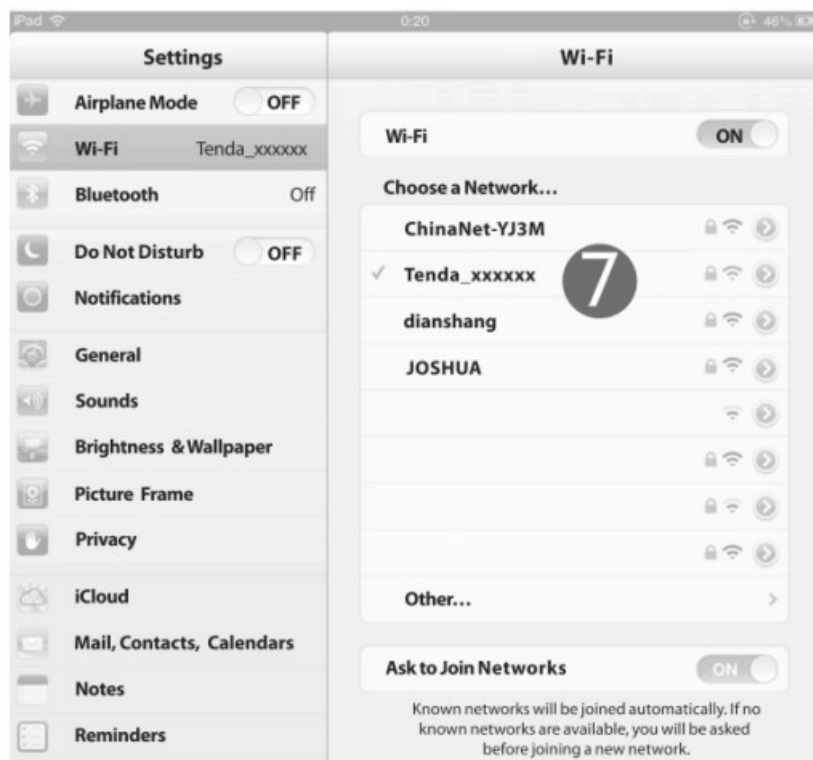 iPad 0:20 46%
Settings
Airplane Mode OFF
Wi-Fi Tenda_xxxxxx
Bluetooth Off
Do Not Disturb OFF
Notifications
General
Sounds
Brightness & Wallpaper
Picture Frame
Privacy
iCloud
Mail, Contacts, Calendars
Notes
Reminders
Wi-Fi
Wi-Fi ON
Choose a Network...
ChinaNet-YJ3M
Tenda_xxxxxx
7
dianshang
JOSHUA
Other...
Ask to Join Networks ON
Known networks will be joined automatically. If no
known networks are available, you will be asked
before joining a new network.